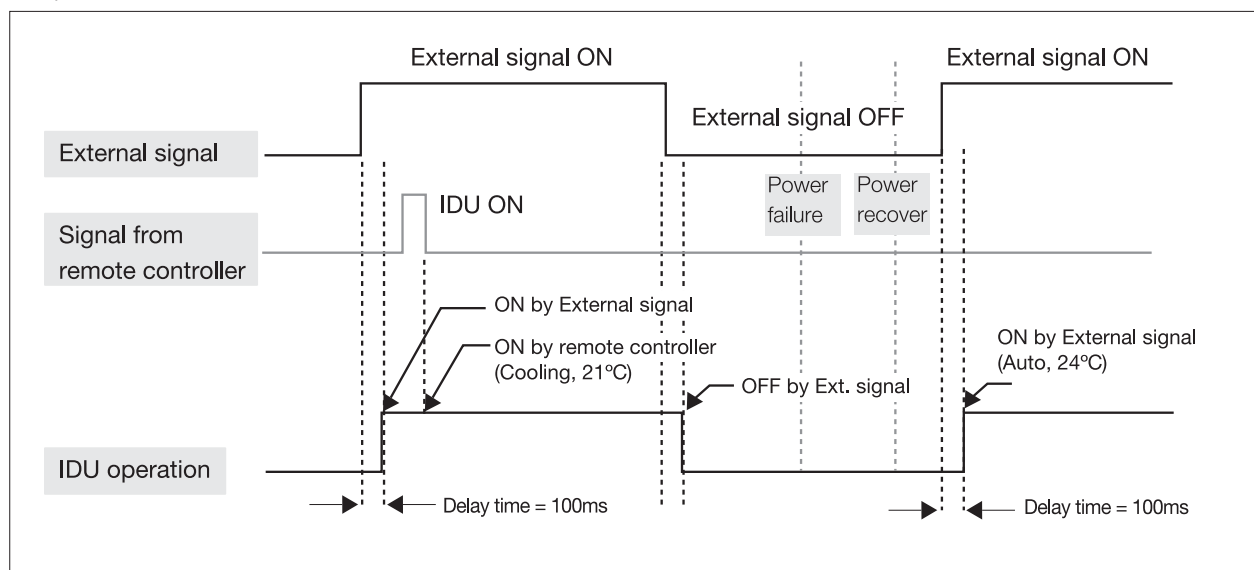 External signal ON
External signal ON
External signal OFF
External signal
Power
failure
Power
recover
IDU ON
Signal from
remote controller
ON by External signal
ON by remote controller
(Cooling, 21ºC)
ON by External signal
(Auto, 24ºC)
OFF by Ext. signal
IDU operation
Delay time = 100ms
Delay time = 100ms